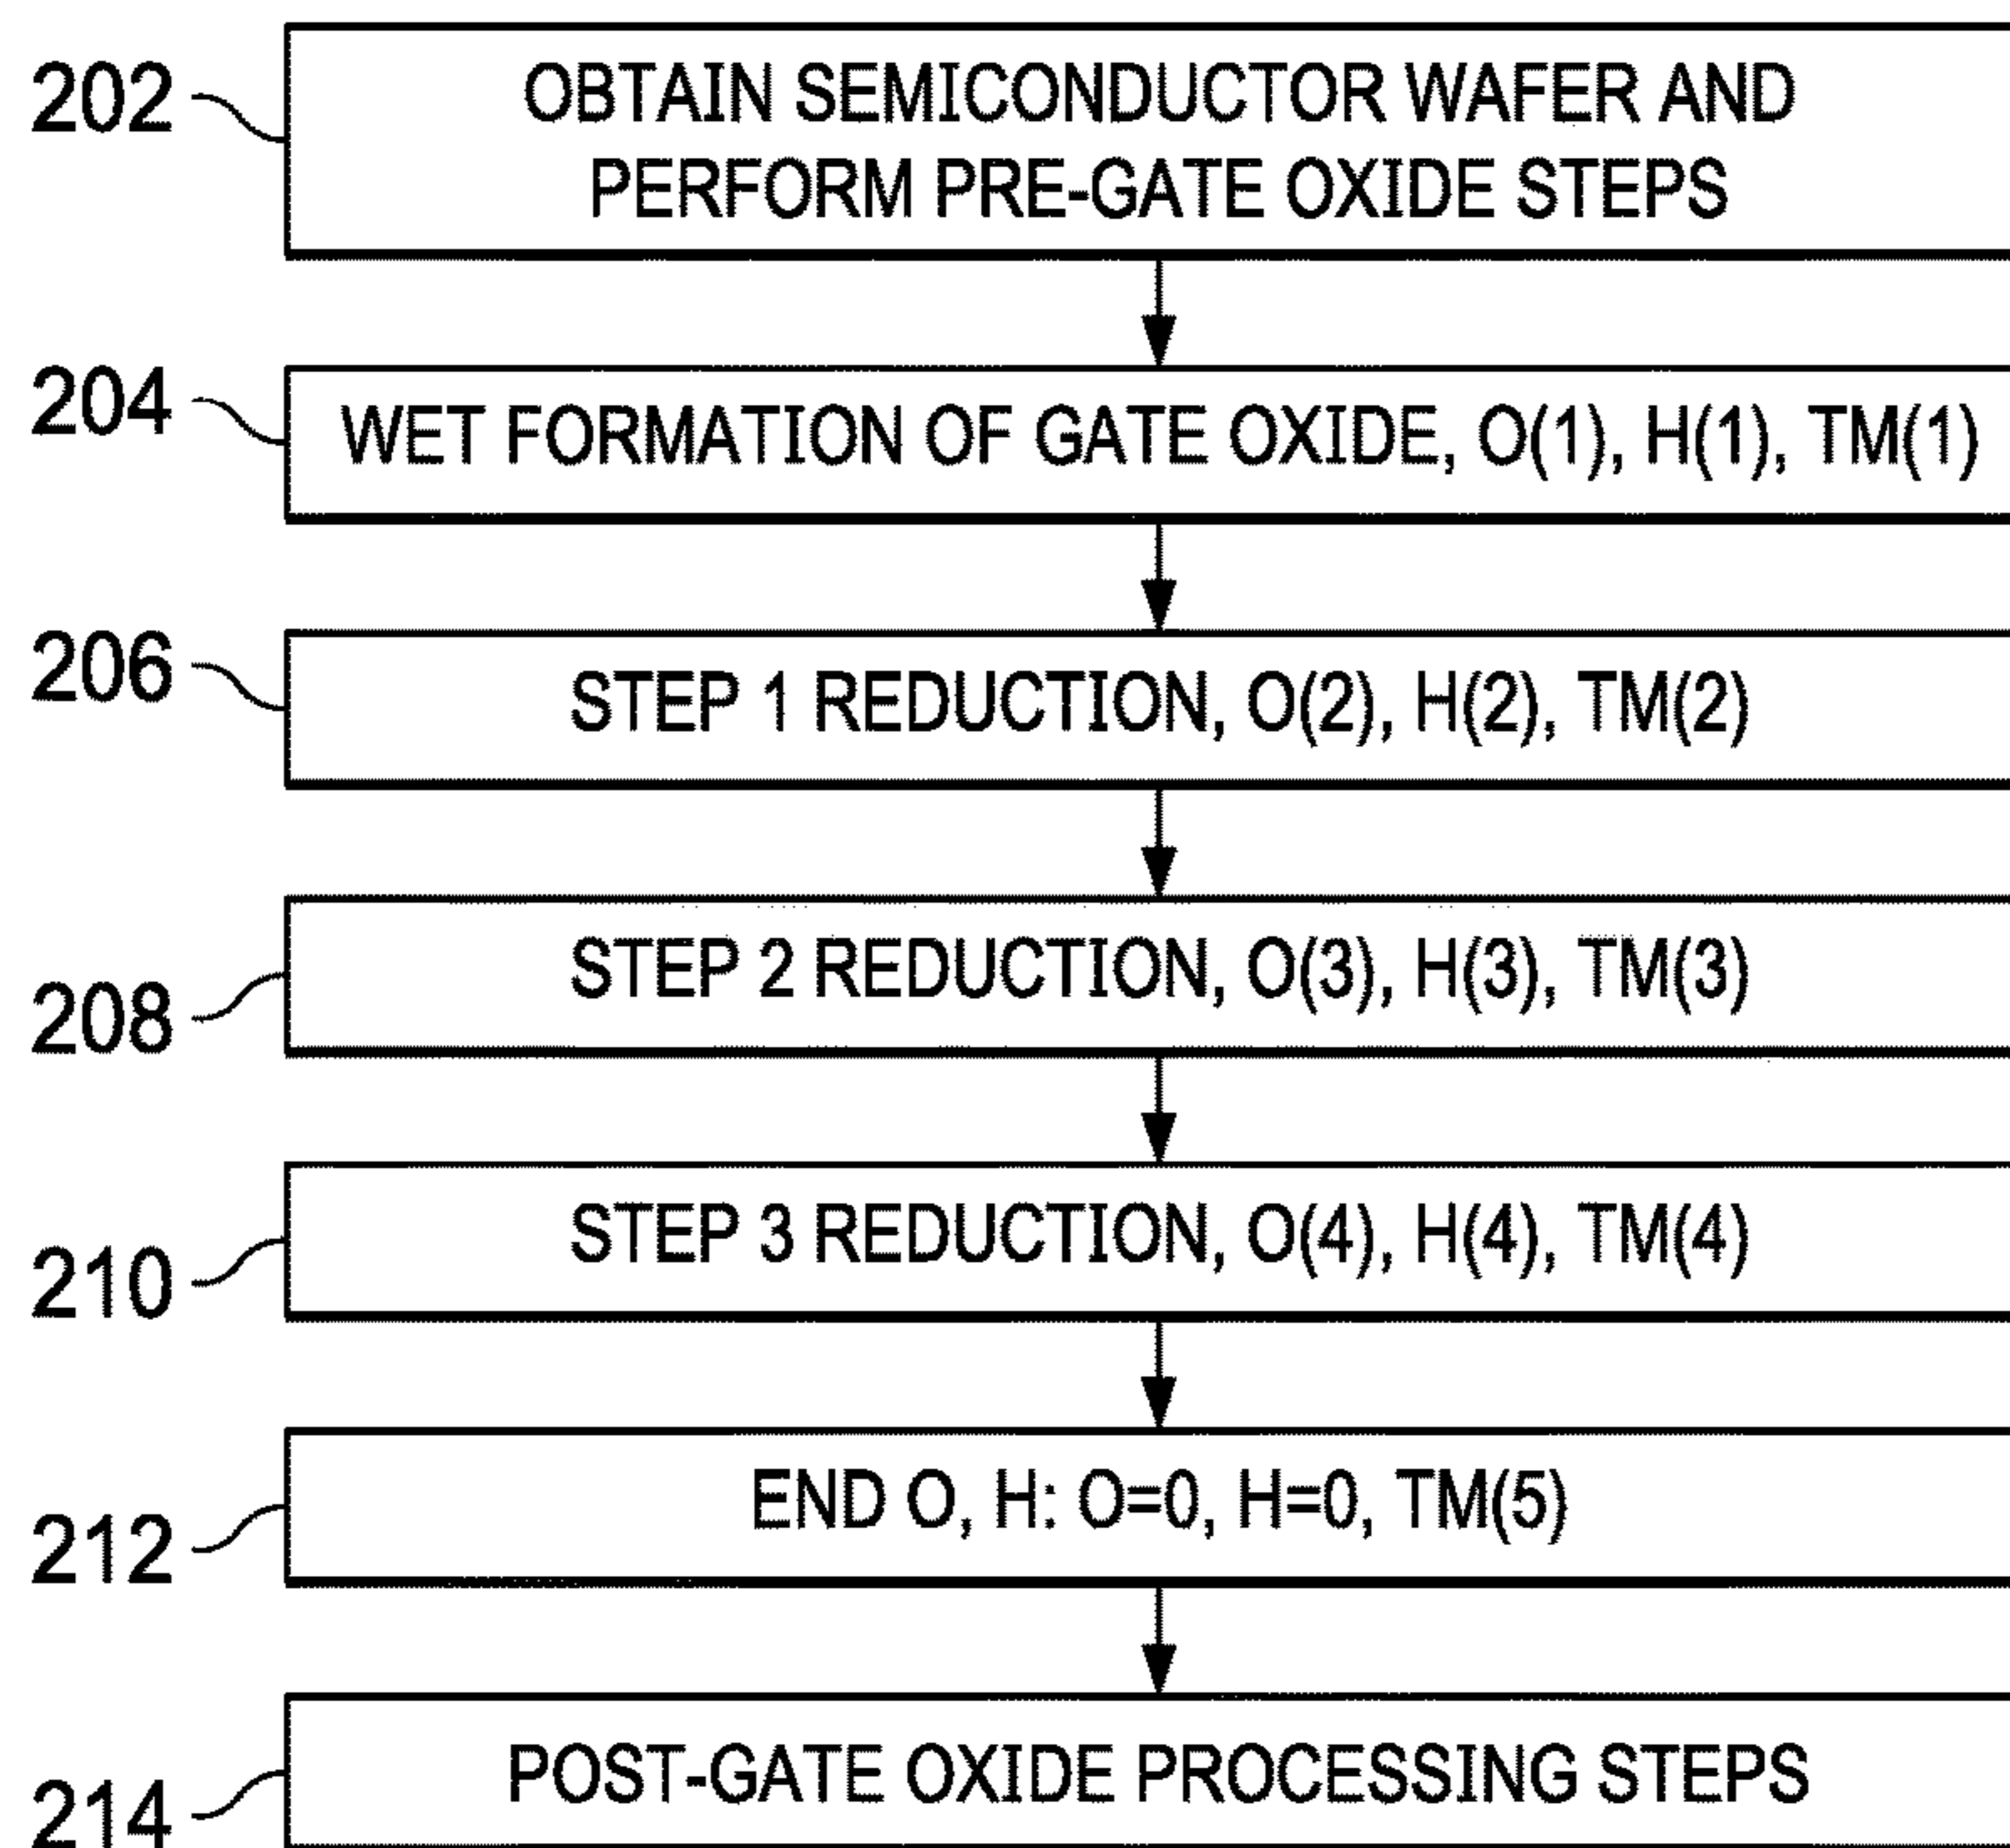 202
OBTAIN SEMICONDUCTOR WAFER AND
PERFORM PRE-GATE OXIDE STEPS
204
WET FORMATION OF GATE OXIDE, O(1), H(1), TM(1)
206
STEP 1 REDUCTION, O(2), H(2), TM(2)
208
STEP 2 REDUCTION, O(3), H(3), TM(3)
210
STEP 3 REDUCTION, O(4), H(4), TM(4)
212
END O, H: O=0, H=0, TM(5)
214
POST-GATE OXIDE PROCESSING STEPS